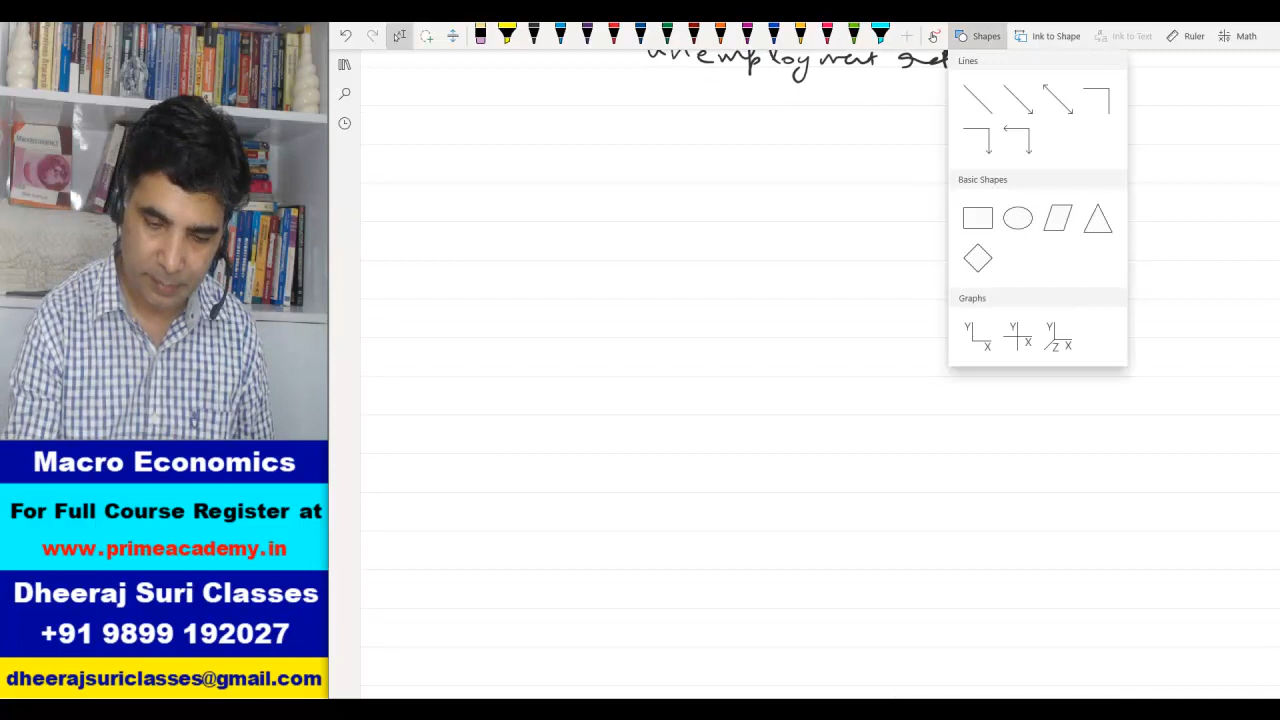 Shapes
Ink to Shape
Ink to Text
Ruler
Math
unemployment
Lines
Basic Shapes
Graphs
Y
X
Y
X
Y
Z
X
Macro Economics
For Full Course Register at
www.primeacademy.in
Dheeraj Suri Classes
+91 9899 192027
dheerajsuriclasses@gmail.com